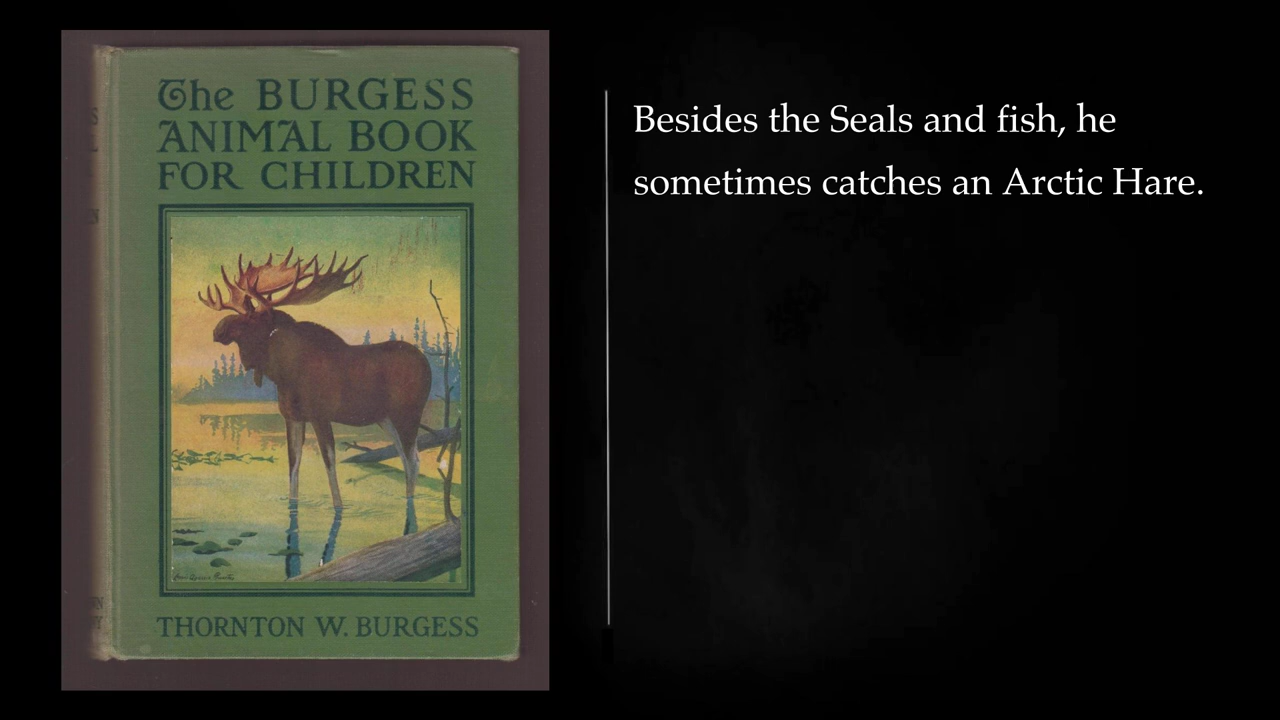 The BURGESS
ANIMAL BOOK
FOR CHILDREN
THORNTON W. BURGESS
Besides the Seals and fish, he
sometimes catches an Arctic Hare.